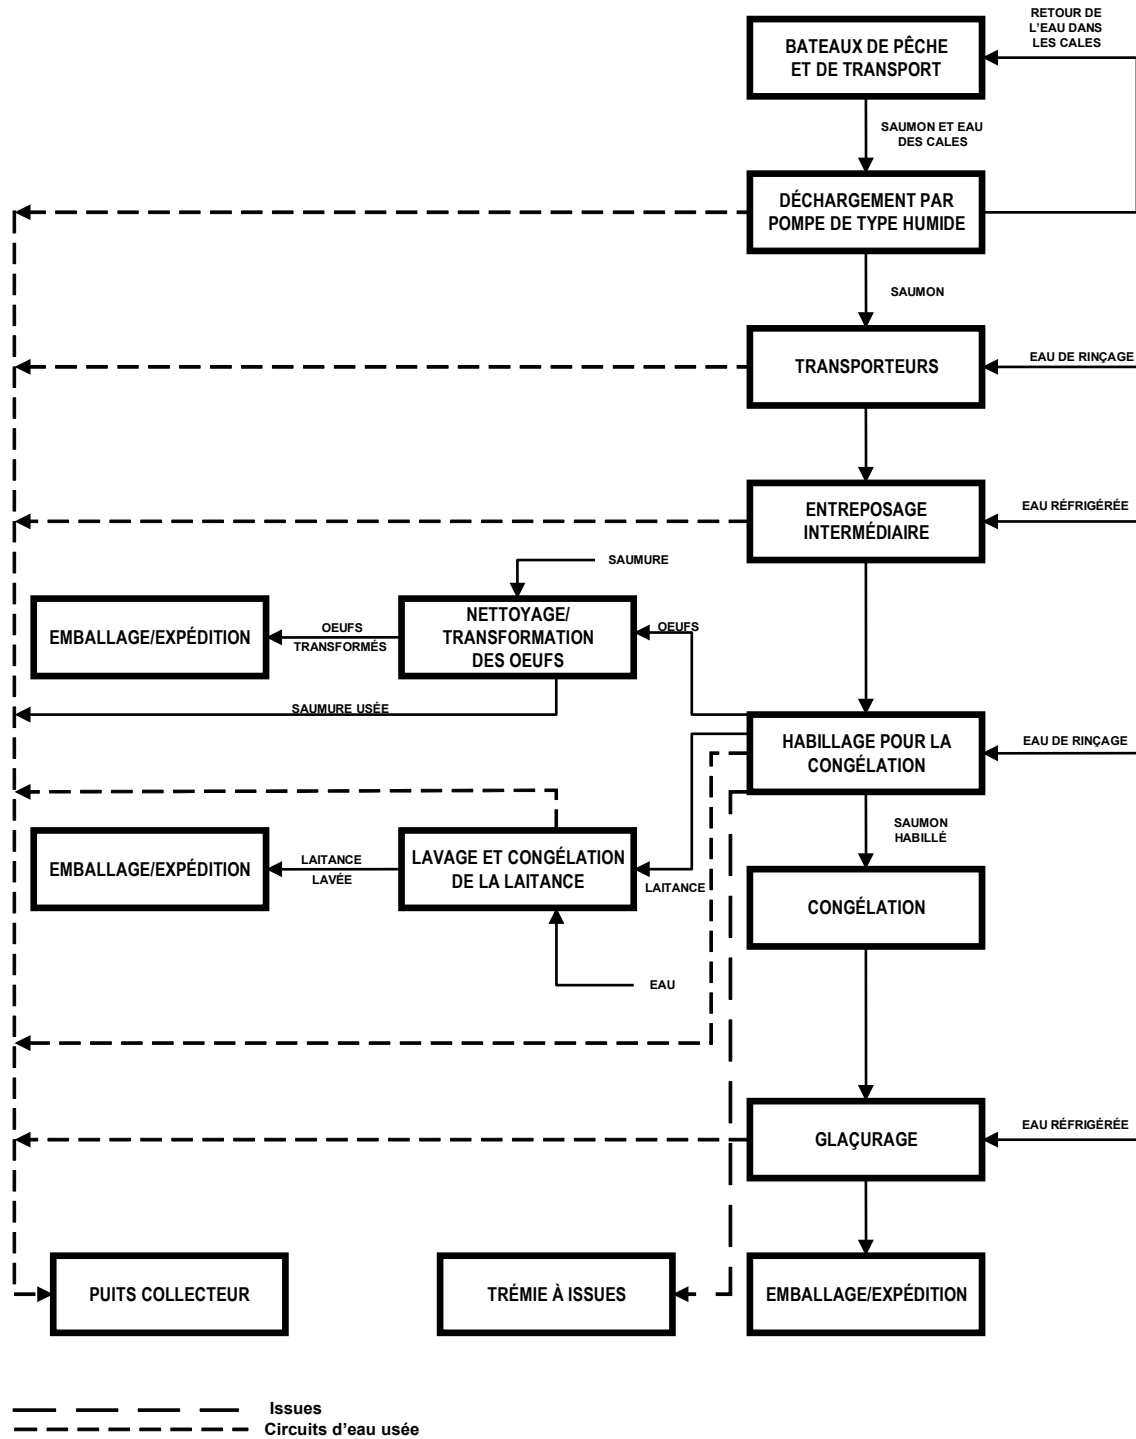 RETOUR DE
L'EAU DANS
LES CALES
BATEAUX DE PÊCHE
ET DE TRANSPORT
SAUMON ET EAU
DES CALES
DÉCHARGEMENT PAR
POMPE DE TYPE HUMIDE
SAUMON
TRANSPORTEURS
EAU DE RINÇAGE
ENTREPOSAGE
INTERMÉDIAIRE
EAU RÉFRIGÉRÉE
SAUMURE
EMBALLAGE/EXPÉDITION
OEUFS
TRANSFORMÉS
NETTOYAGE/
TRANSFORMATION
DES OEUFS
OEUFS
SAUMURE USÉE
HABILLAGE POUR LA
CONGÉLATION
EAU DE RINÇAGE
SAUMON
HABILLÉ
EMBALLAGE/EXPÉDITION
LAITANCE
LAVÉE
LAVAGE ET CONGÉLATION
DE LA LAITANCE
LAITANCE
CONGÉLATION
EAU
GLAÇURAGE
EAU RÉFRIGÉRÉE
PUITS COLLECTEUR
TRÉMIE À ISSUES
EMBALLAGE/EXPÉDITION
Issues
Circuits d'eau usée